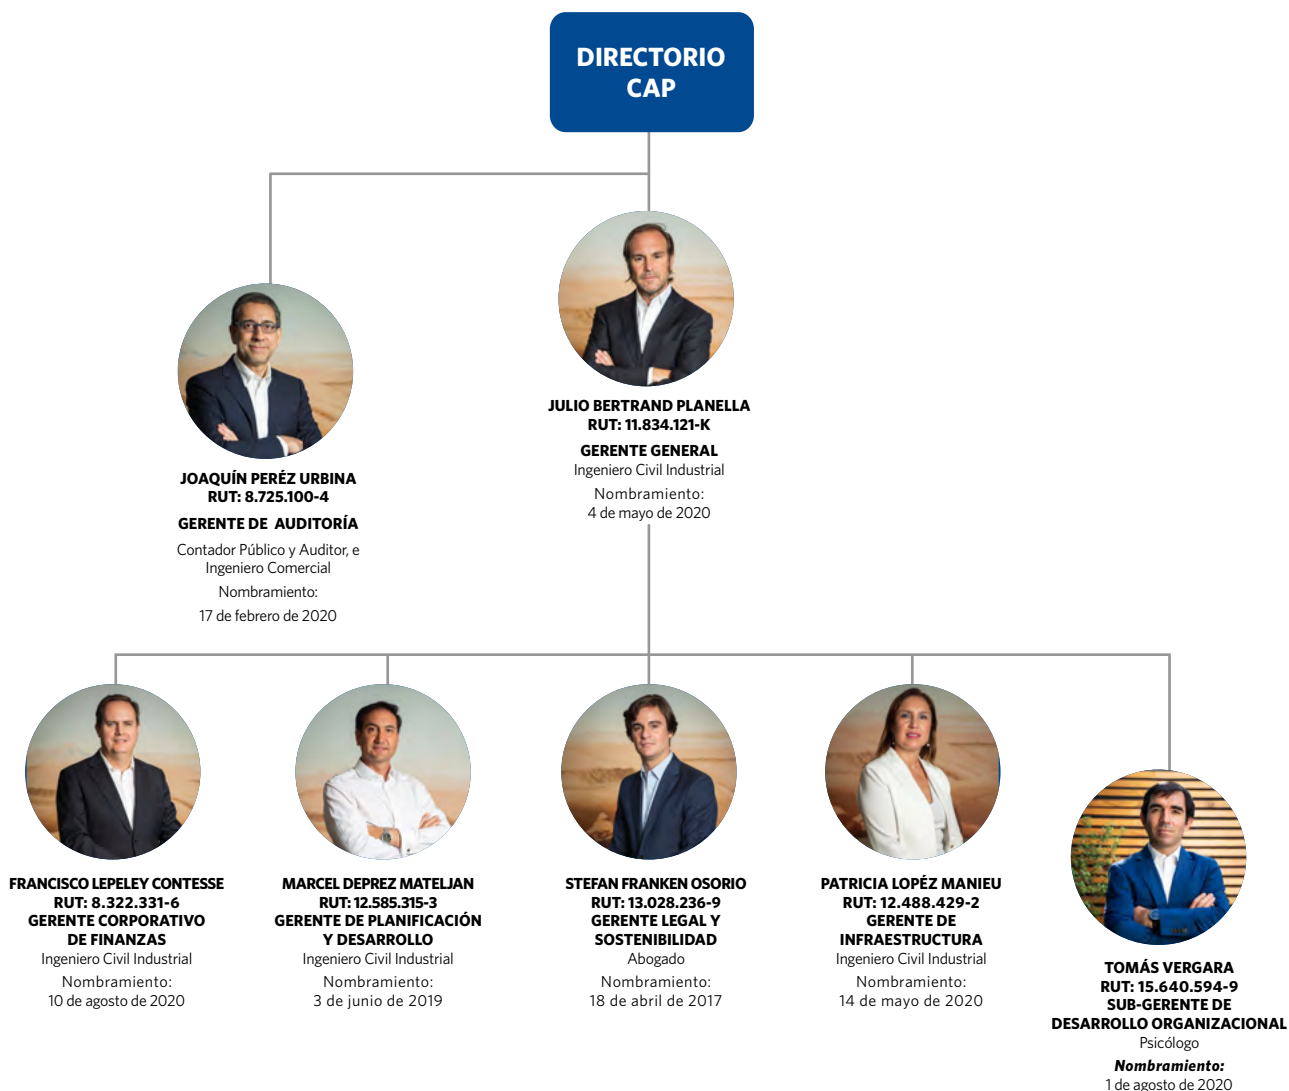 DIRECTORIO
CAP
JULIO BERTRAND PLANELLA
RUT: 11.834.121-K
GERENTE GENERAL
Ingeniero Civil Industrial
Nombramiento:
4 de mayo de 2020
JOAQUÍN PERÉZ URBINA
RUT: 8.725.100-4
GERENTE DE AUDITORÍA
Contador Público y Auditor, e
Ingeniero Comercial
Nombramiento:
17 de febrero de 2020
FRANCISCO LEPELEY CONTESSE
RUT: 8.322.331-6
GERENTE CORPORATIVO
DE FINANZAS
Ingeniero Civil Industrial
Nombramiento:
10 de agosto de 2020
MARCEL DEPREZ MATELJAN
RUT: 12.585.315-3
GERENTE DE PLANIFICACIÓN
Y DESARROLLO
Ingeniero Civil Industrial
Nombramiento:
3 de junio de 2019
STEFAN FRANKEN OSORIO
RUT: 13.028.236-9
GERENTE LEGAL Y
SOSTENIBILIDAD
Abogado
Nombramiento:
18 de abril de 2017
PATRICIA LOPÉZ MANIEU
RUT: 12.488.429-2
GERENTE DE
INFRAESTRUCTURA
Ingeniero Civil Industrial
Nombramiento:
14 de mayo de 2020
TOMÁS VERGARA
RUT: 15.640.594-9
SUB-GERENTE DE
DESARROLLO ORGANIZACIONAL
Psicólogo
Nombramiento:
1 de agosto de 2020